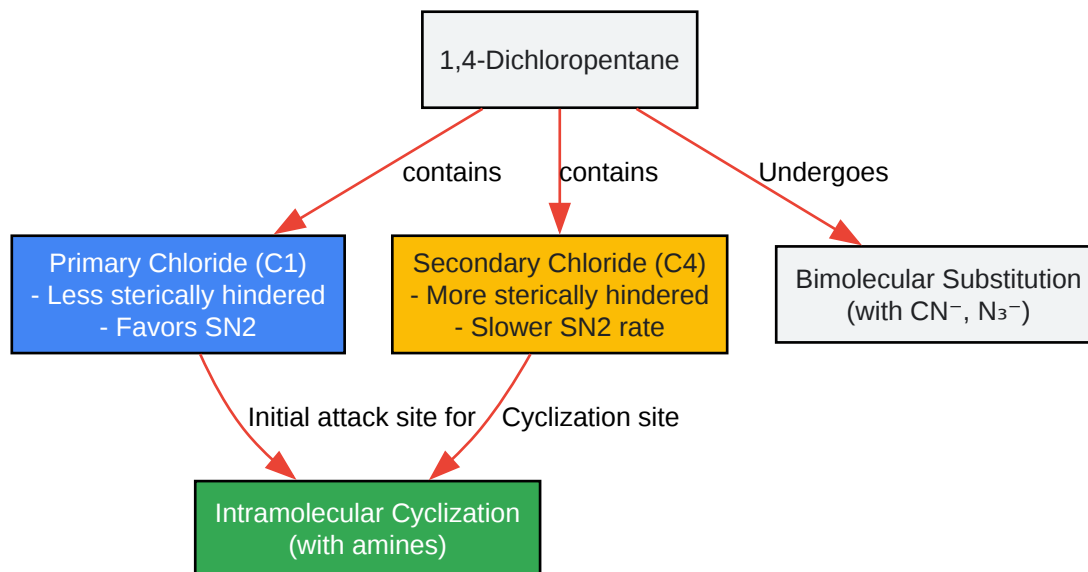 1,4-Dichloropentane
contains
contains
Undergoes
Primary Chloride (C1)
- Less sterically hindered
- Favors SN2
Secondary Chloride (C4)
- More sterically hindered
- Slower SN2 rate
Bimolecular Substitution
(with CN⁻, N₃⁻)
Initial attack site for
Cyclization site
Intramolecular Cyclization
(with amines)